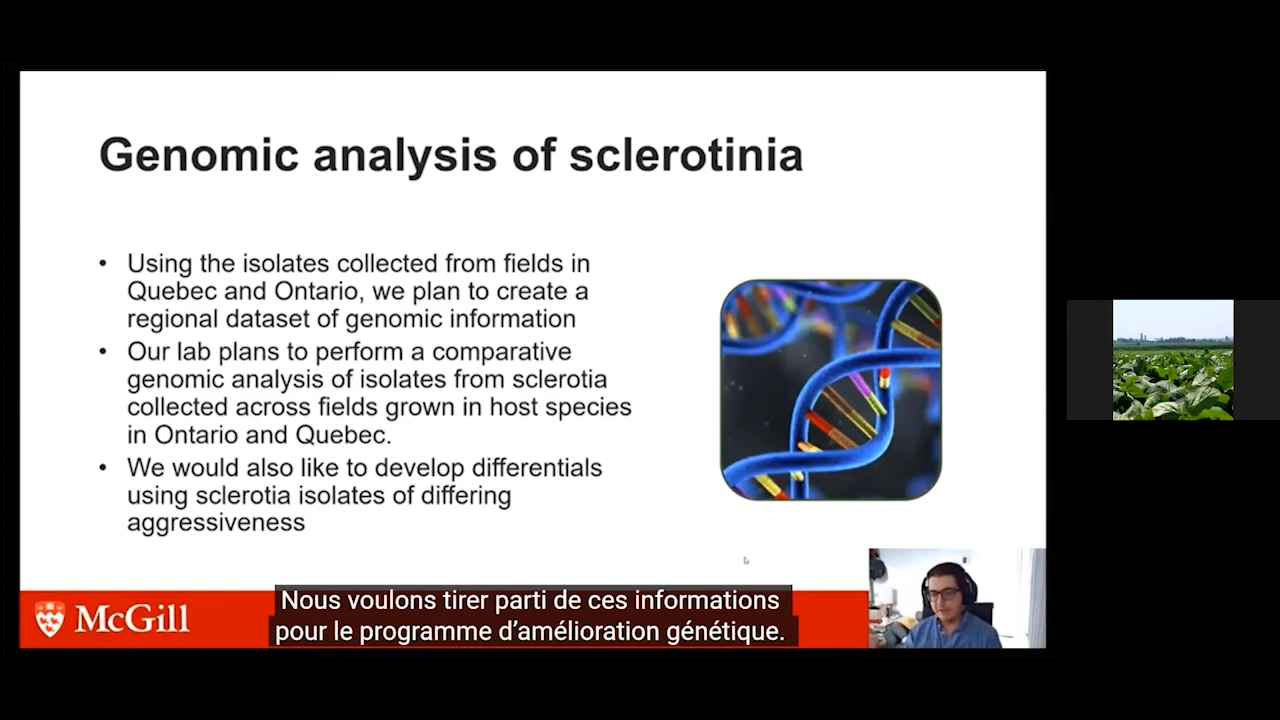 Genomic analysis of sclerotinia
• Using the isolates collected from fields in
Quebec and Ontario, we plan to create a
regional dataset of genomic information
• Our lab plans to perform a comparative
genomic analysis of isolates from sclerotia
collected across fields grown in host species
in Ontario and Quebec.
• We would also like to develop differentials
using sclerotia isolates of differing
aggressiveness
McGill
Nous voulons tirer parti de ces informations
pour le programme d’amélioration génétique.